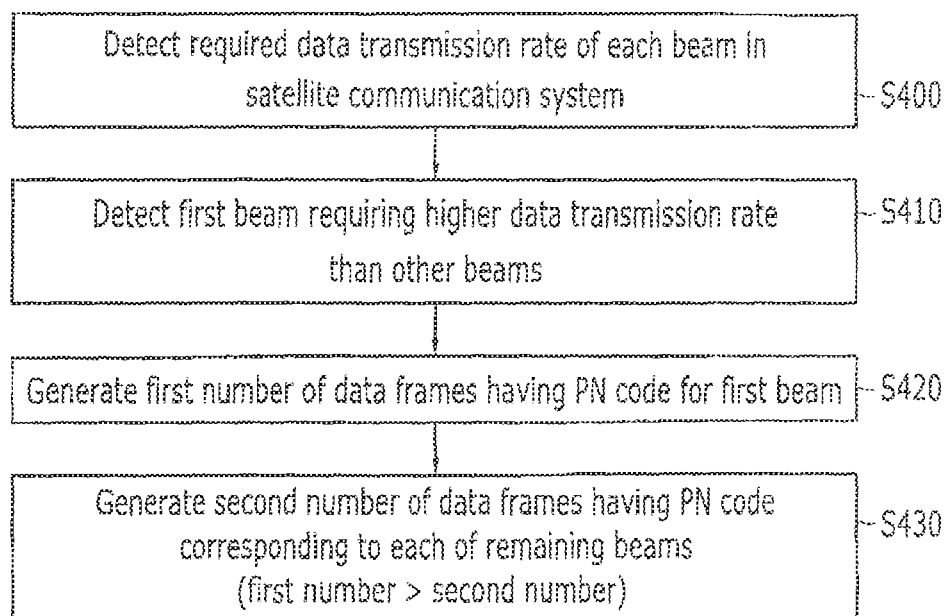 Detect required data transmission rate of each beam in
satellite communication system
S400
Detect first beam requiring higher data transmission rate
than other beams
S410
Generate first number of data frames having PN code for first beam
S420
Generate second number of data frames having PN code
corresponding to each of remaining beams
(first number > second number)
S430